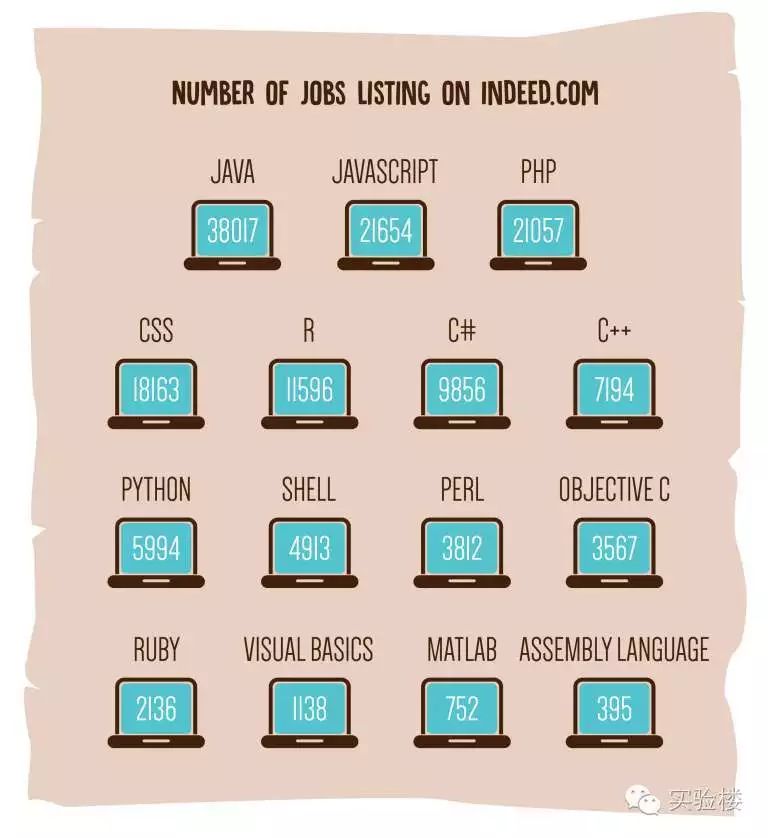 NUMBER OF JOBS LISTING ON INDEED.COM
JAVA JAVASCRIPT PHP
38017 21654 21057
CSS R C# C++
18163 11596 9856 7194
PYTHON SHELL PERL OBJECTIVE C
5994 4913 3812 3567
RUBY VISUAL BASICS MATLAB ASSEMBLY LANGUAGE
2136 1138 752 395
实验楼